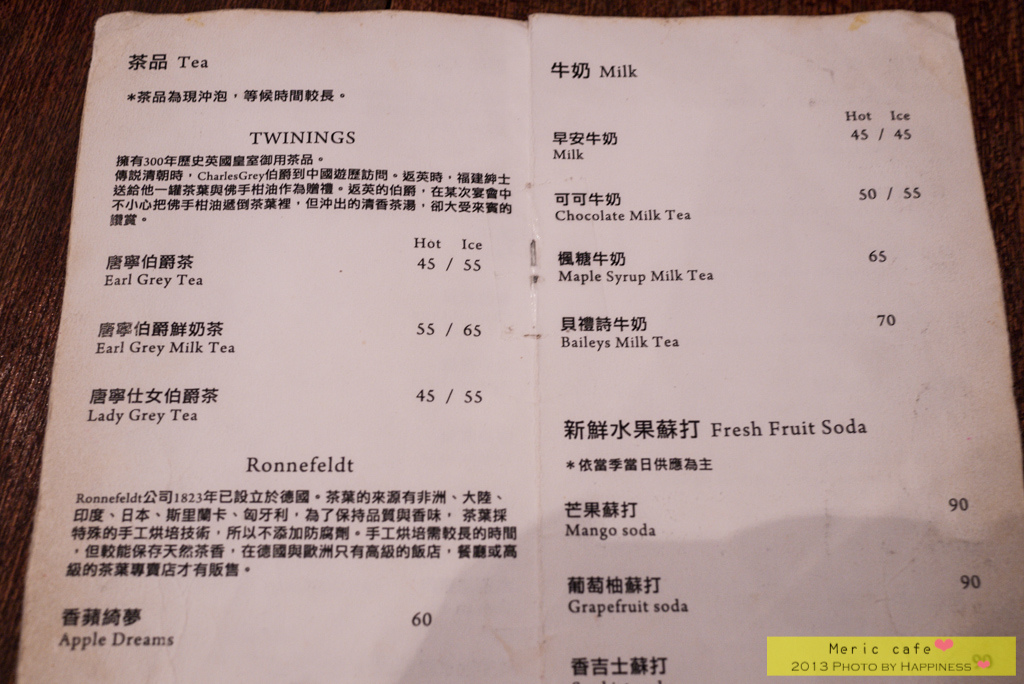 茶品 Tea
*茶品為現沖泡，等候時間較長。
TWININGS
擁有300年歷史英國皇室御用茶品。
傳說清朝時，CharlesGrey伯爵到中國遊歷訪問。返英時，福建紳士
送給他一罐茶葉與佛手柑油作為贈禮。返英的伯爵，在某次宴會中
不小心把佛手柑油遞倒茶葉裡，但沖出的清香茶湯，卻大受來賓的
讚賞。
Hot Ice
唐寧伯爵茶 45 / 55
Earl Grey Tea
唐寧伯爵鮮奶茶 55 / 65
Earl Grey Milk Tea
唐寧仕女伯爵茶 45 / 55
Lady Grey Tea
Ronnefeldt
Ronnefeldt公司1823年已設立於德國。茶葉的來源有非洲、大陸、
印度、日本、斯里蘭卡、匈牙利，為了保持品質與香味， 茶葉採
特殊的手工烘培技術，所以不添加防腐劑。手工烘培需較長的時間
，但較能保存天然茶香，在德國與歐洲只有高級的飯店，餐廳或高
級的茶葉專賣店才有販售。
香蘋綺夢 60
Apple Dreams
牛奶 Milk
Hot Ice
早安牛奶 45 / 45
Milk
可可牛奶 50 / 55
Chocolate Milk Tea
楓糖牛奶 65
Maple Syrup Milk Tea
貝禮詩牛奶 70
Baileys Milk Tea
新鮮水果蘇打 Fresh Fruit Soda
*依當季當日供應為主
芒果蘇打 90
Mango soda
葡萄柚蘇打 90
Grapefruit soda
香吉士蘇打 90
Meric cafe
2013 PHOTO BY HAPPINESS